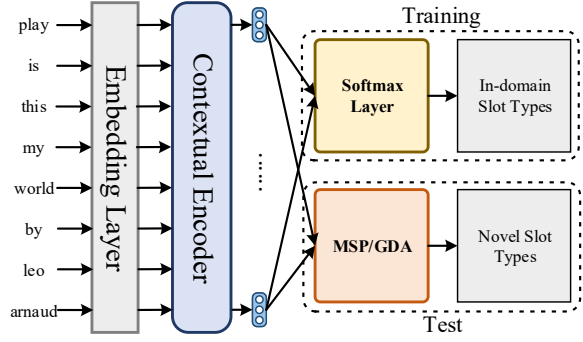 play
is
this
my
world
by
leo
arnaud
Embedding Layer
Contextual Encoder
......
Training
Softmax
Layer
In-domain
Slot Types
MSP/GDA
Novel Slot
Types
Test